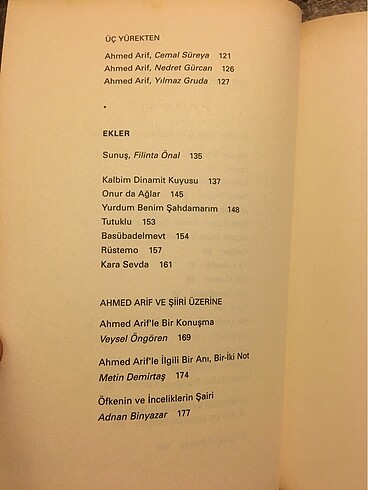 ÜÇ YÜREKTEN
Ahmed Arif, Cemal Süreya 121
Ahmed Arif, Nedret Gürcan 126
Ahmed Arif, Yılmaz Gruda 127
•
EKLER
Sunuş, Filinta Önal 135
Kalbim Dinamit Kuyusu 137
Onur da Ağlar 145
Yurdum Benim Şahdamarım 148
Tutuklu 153
Basübadelmevt 154
Rüstemo 157
Kara Sevda 161
AHMED ARIF VE ŞİİRİ ÜZERİNE
Ahmed Arif'le Bir Konuşma
Veysel Öngören 169
Ahmed Arif'le İlgili Bir Anı, Bir-İki Not
Metin Demirtaş 174
Öfkenin ve İnceliklerin Şairi
Adnan Binyazar 177